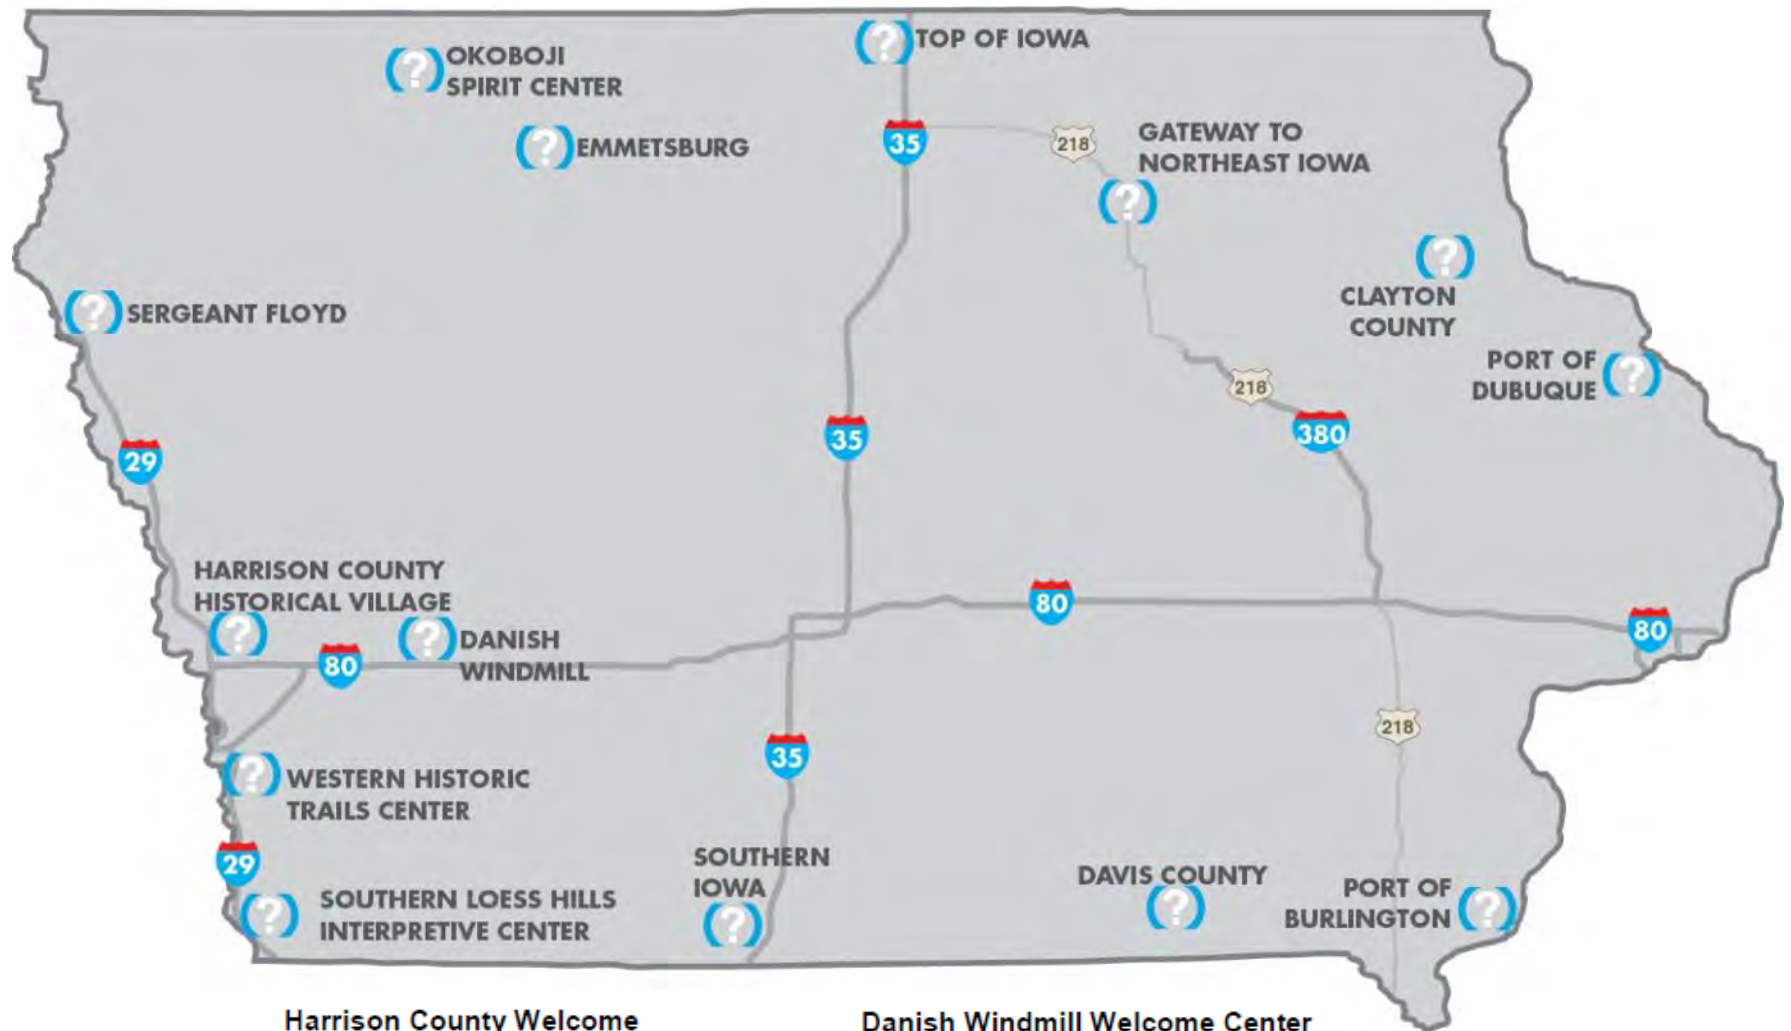 OKOBOJI
SPIRIT CENTER
?
? TOP OF IOWA
? EMMETSBURG
35
218
GATEWAY TO
NORTHEAST IOWA
?
?
CLAYTON
COUNTY
? SERGEANT FLOYD
PORT OF
DUBUQUE
?
218
29
35
380
HARRISON COUNTY
HISTORICAL VILLAGE
?
80
? DANISH
WINDMILL
80
80
218
35
? WESTERN HISTORIC
TRAILS CENTER
29
SOUTHERN
IOWA
?
DAVIS COUNTY
?
PORT OF
BURLINGTON
?
? SOUTHERN LOESS HILLS
INTERPRETIVE CENTER
Harrison County Welcome
Danish Windmill Welcome Center